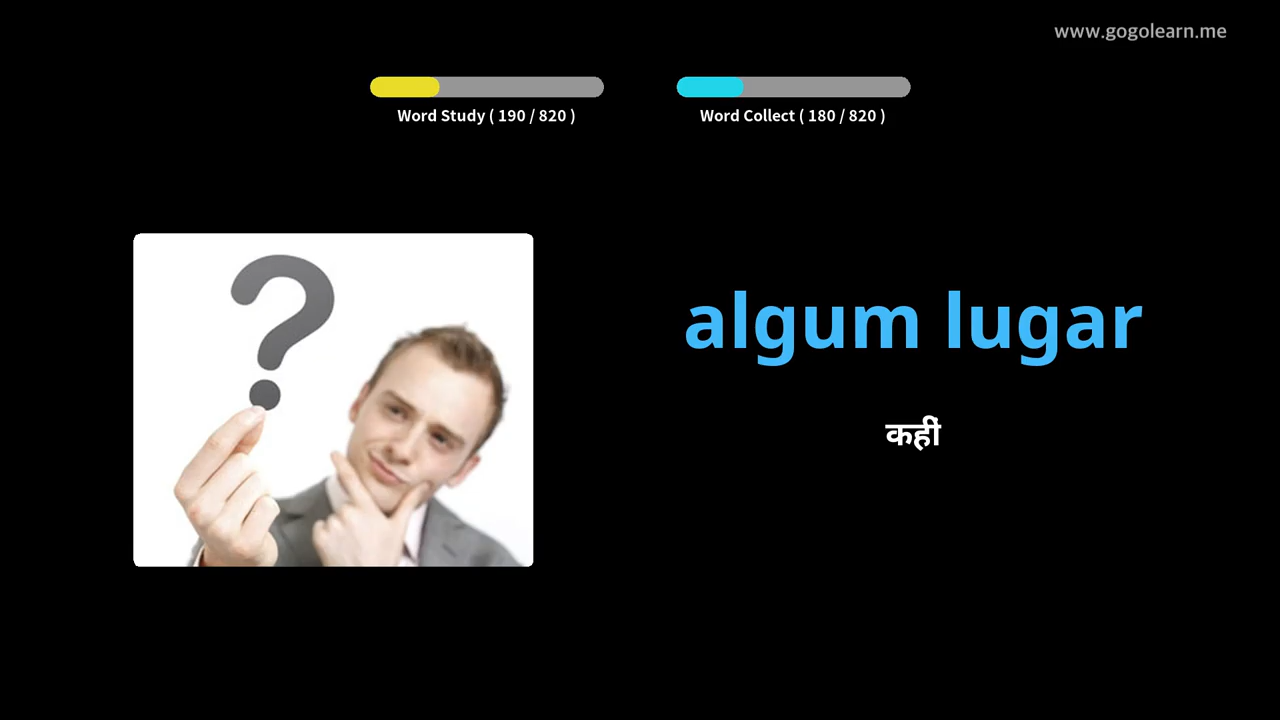 www.gogolearn.me
Word Study ( 190 / 820 )
Word Collect ( 180 / 820 )
?
algum lugar
कहीं